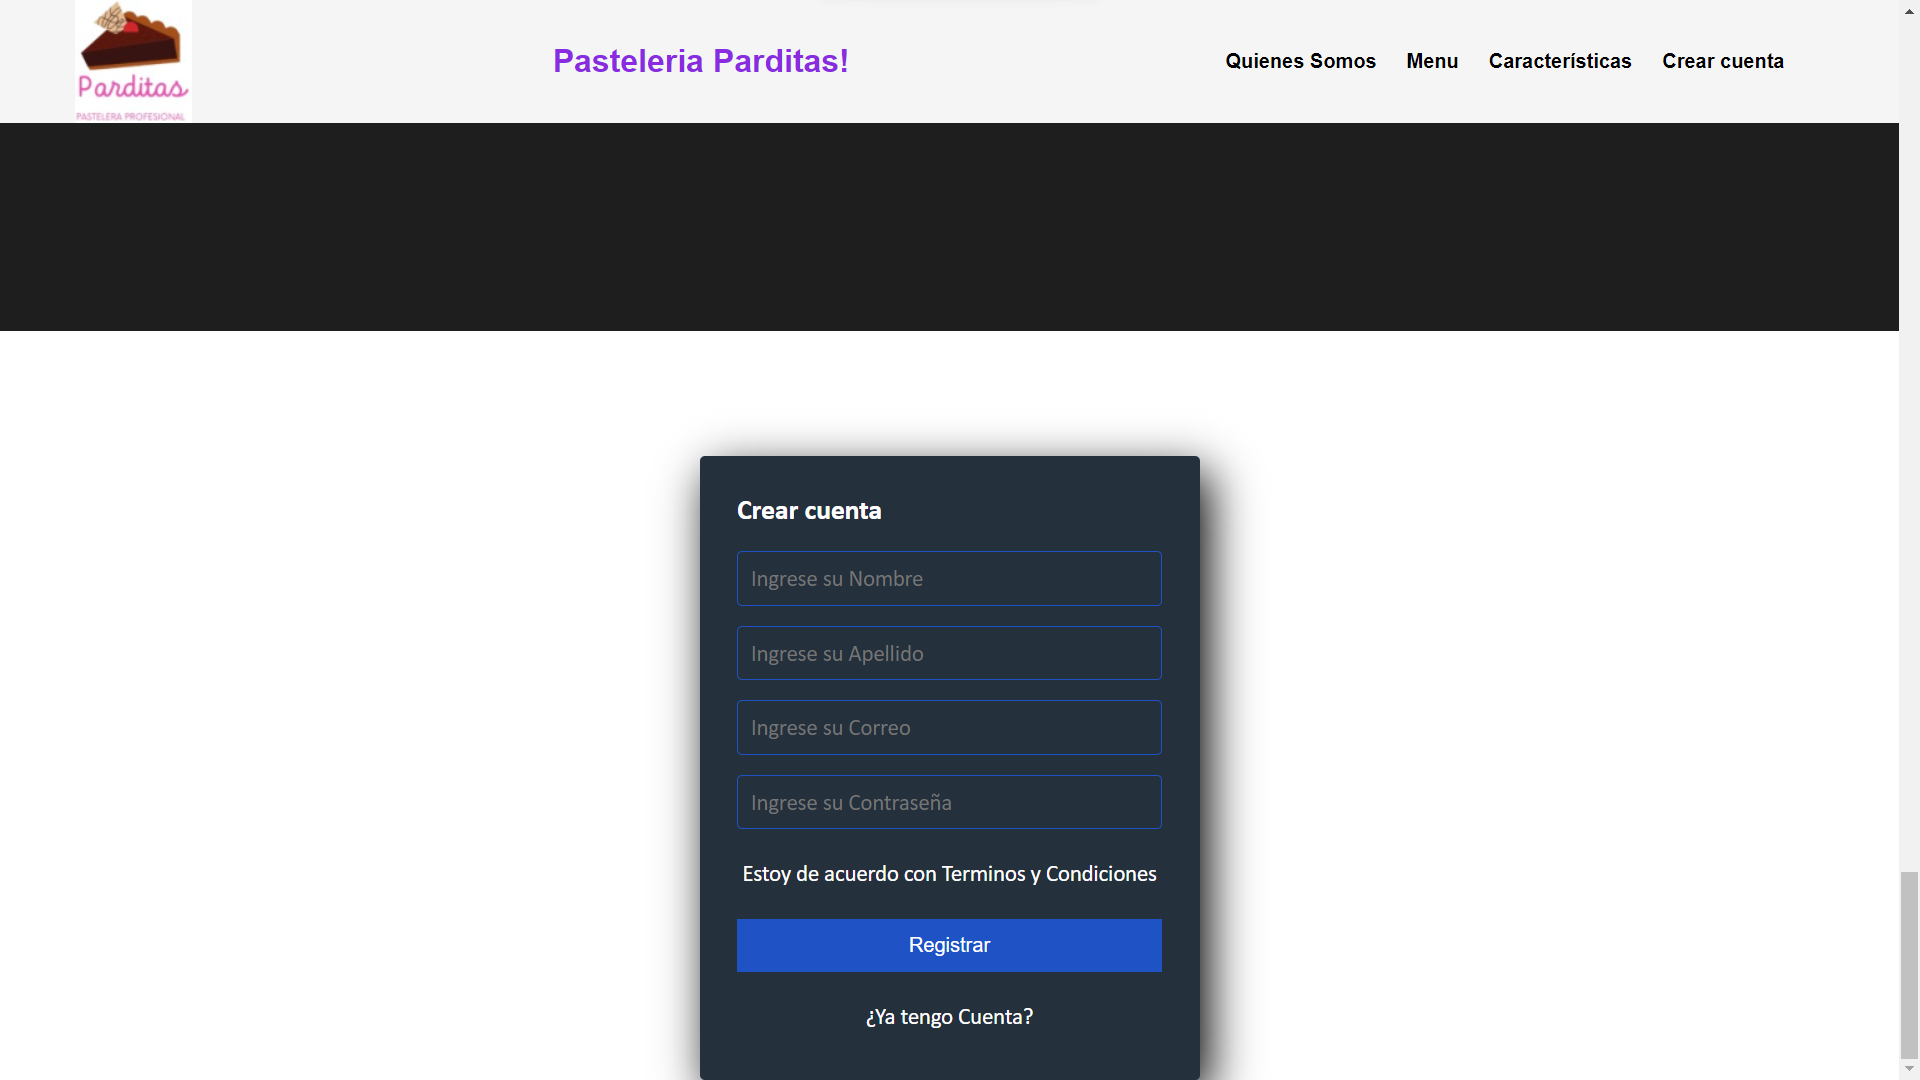 Parditas
PASTELERA PROFESIONAL
Pasteleria Parditas!
Quienes Somos
Menu
Características
Crear cuenta
Crear cuenta
Ingrese su Nombre
Ingrese su Apellido
Ingrese su Correo
Ingrese su Contraseña
Estoy de acuerdo con Terminos y Condiciones
Registrar
¿Ya tengo Cuenta?